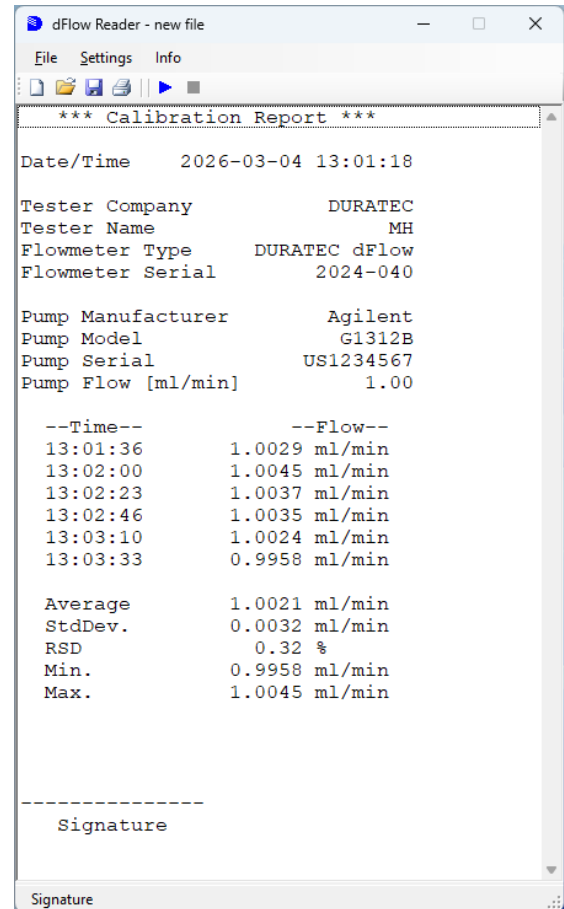 dFlow Reader - new file
File Settings Info
*** Calibration Report ***
Date/Time 2026-03-04 13:01:18
Tester Company DURATEC
Tester Name MH
Flowmeter Type DURATEC dFlow
Flowmeter Serial 2024-040
Pump Manufacturer Agilent
Pump Model G1312B
Pump Serial US1234567
Pump Flow [ml/min] 1.00
--Time-- --Flow--
13:01:36 1.0029 ml/min
13:02:00 1.0045 ml/min
13:02:23 1.0037 ml/min
13:02:46 1.0035 ml/min
13:03:10 1.0024 ml/min
13:03:33 0.9958 ml/min
Average 1.0021 ml/min
StdDev. 0.0032 ml/min
RSD 0.32 %
Min. 0.9958 ml/min
Max. 1.0045 ml/min
---------------
Signature
Signature